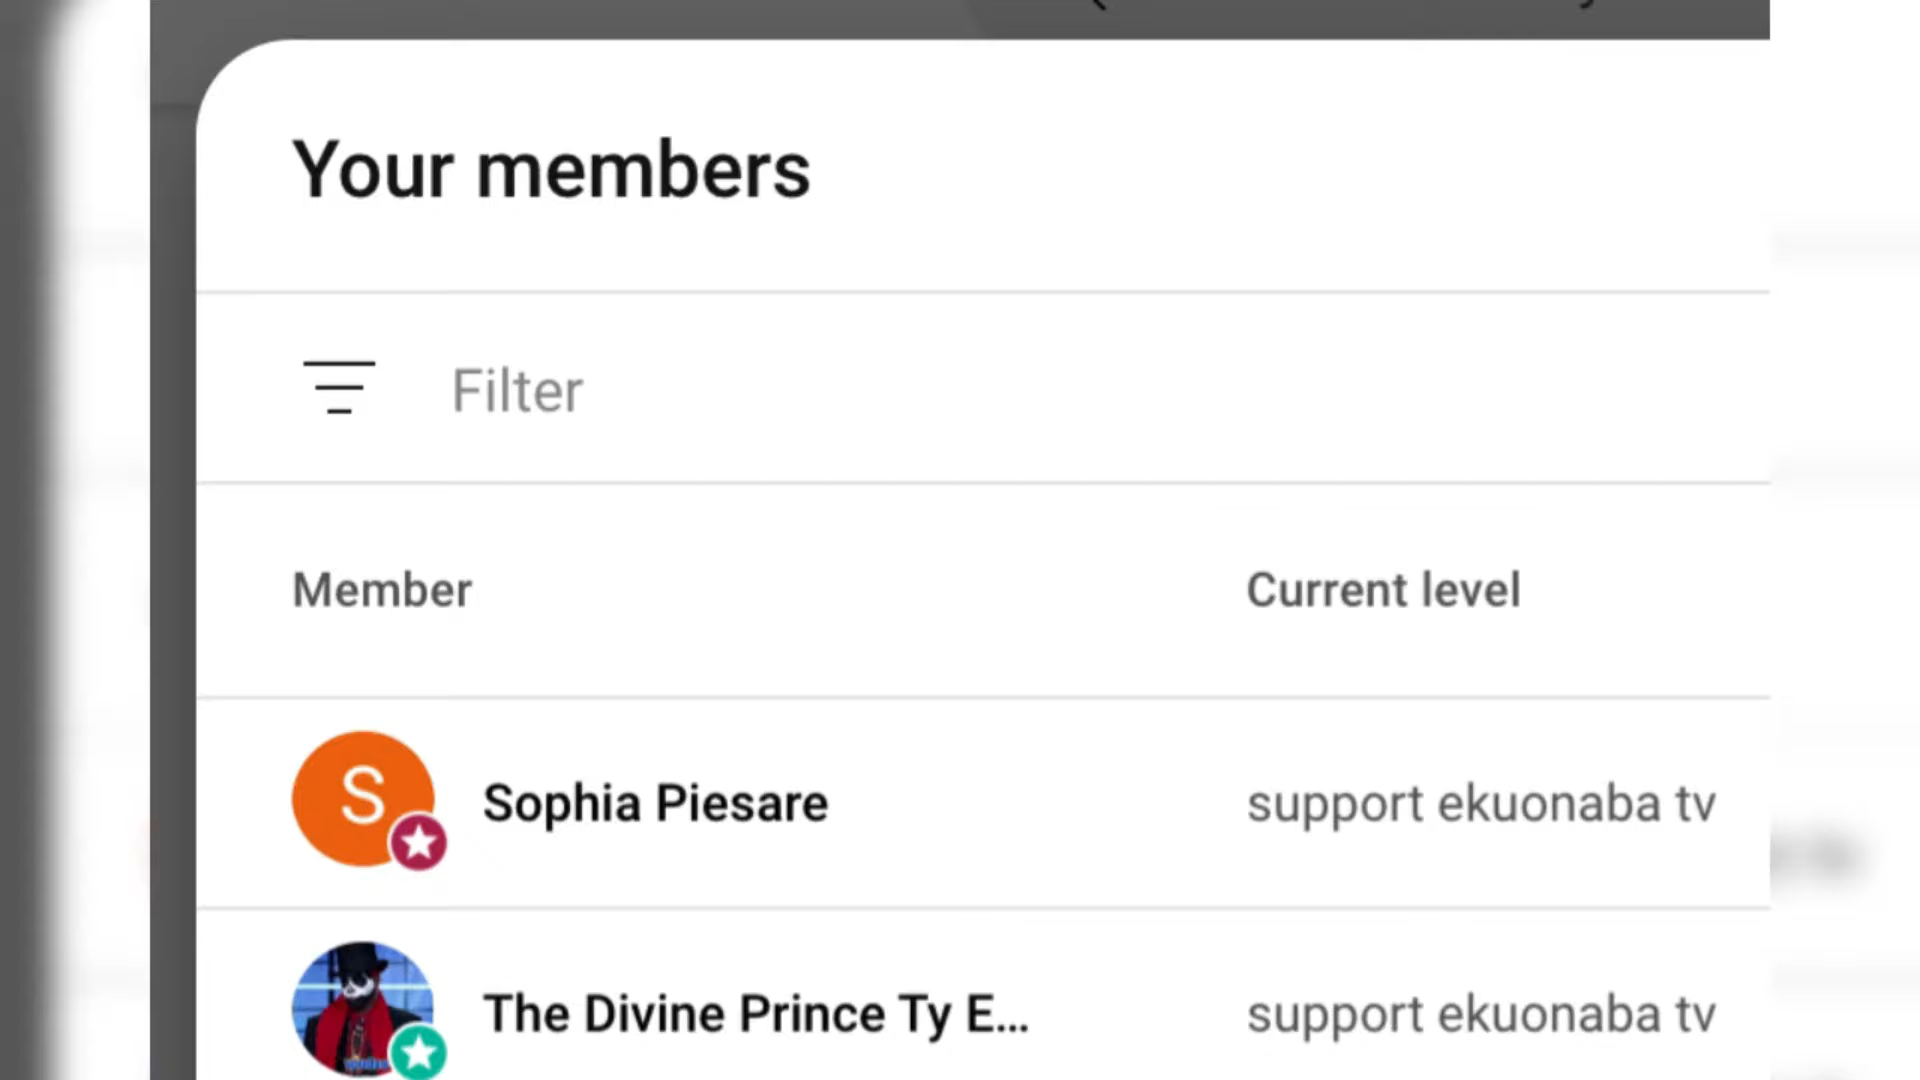 Your members
Filter
Member Current level
S Sophia Piesare support ekuonaba tv
The Divine Prince Ty E... support ekuonaba tv